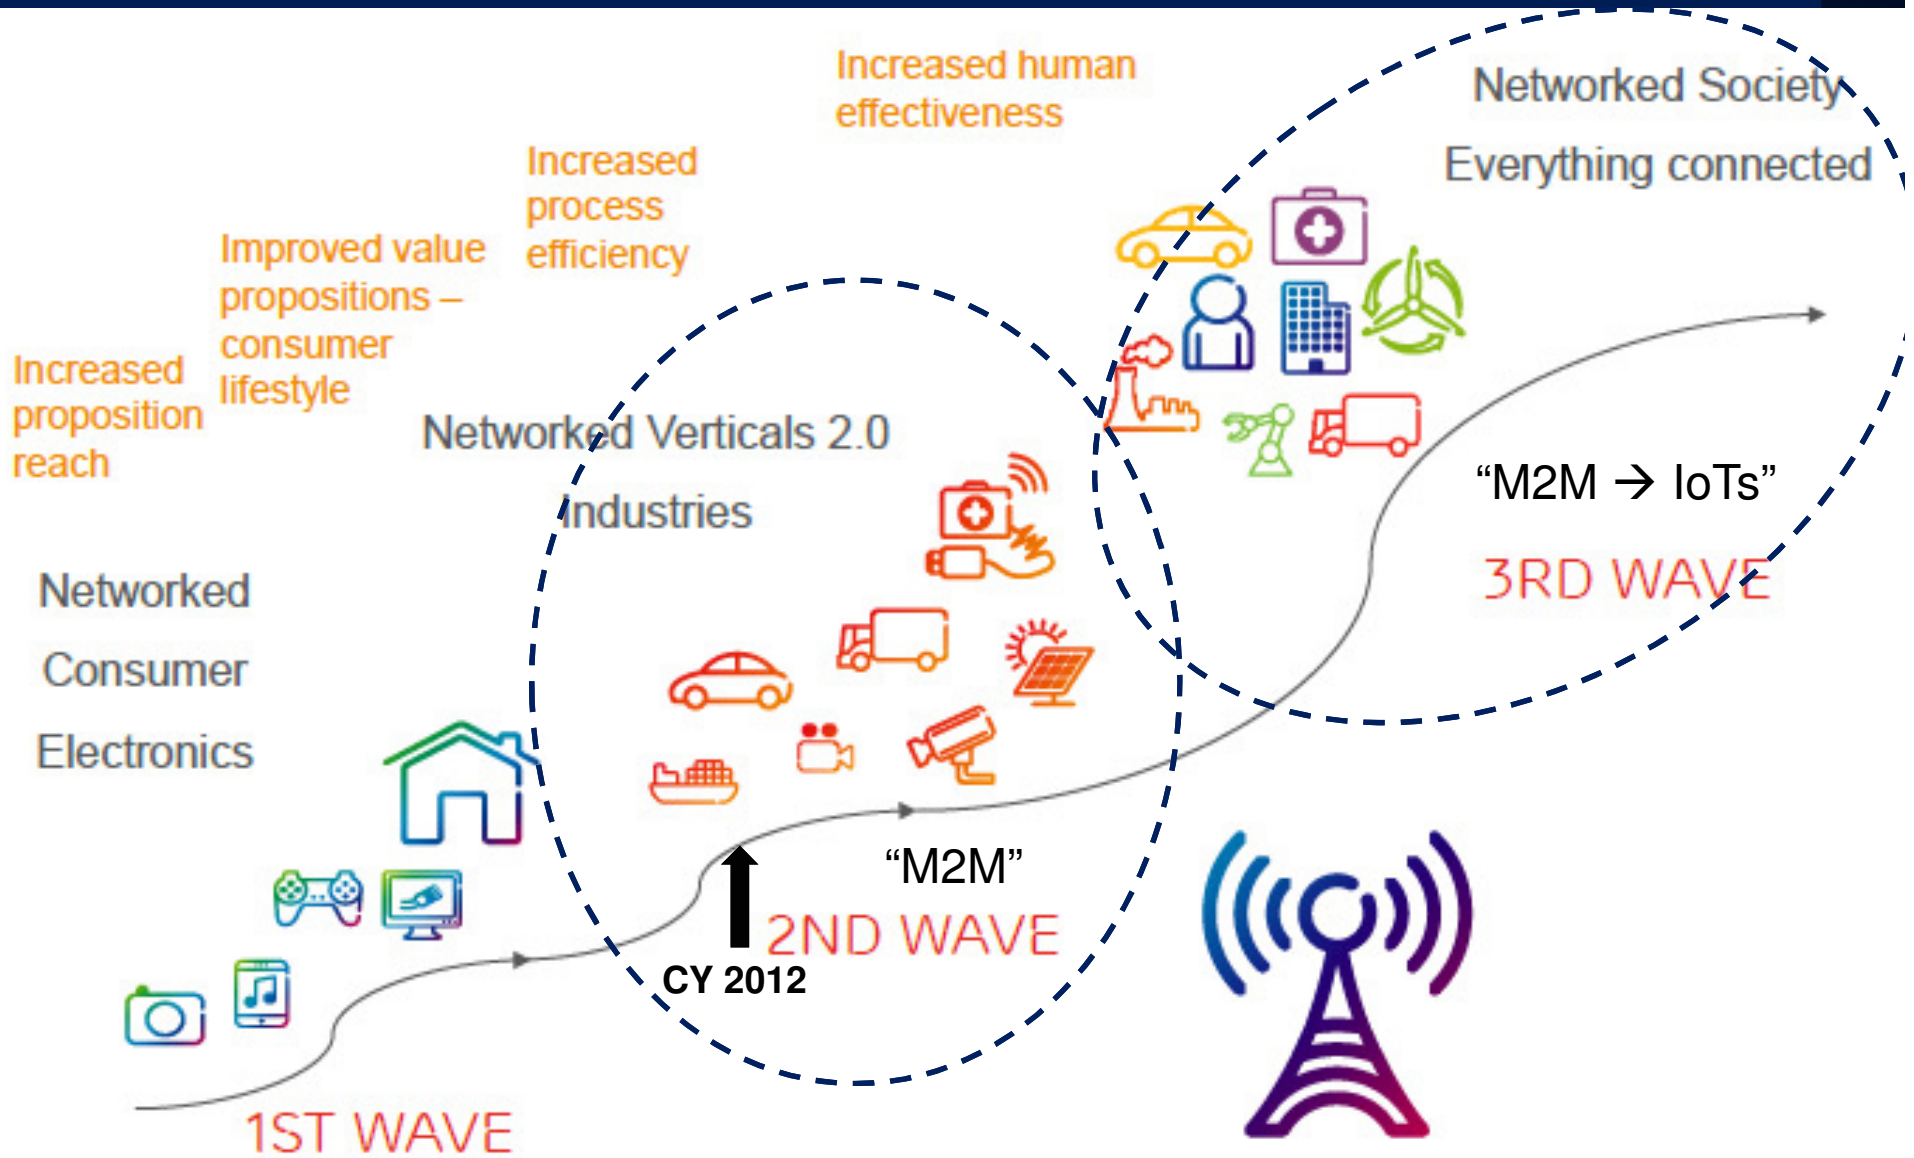 Increased human
effectiveness
Networked Society
Everything connected
Increased
process
efficiency
Improved value
propositions –
consumer
lifestyle
Increased
proposition
reach
Networked Verticals 2.0
Industries
“M2M → IoTs”
3RD WAVE
Networked
Consumer
Electronics
“M2M”
2ND WAVE
CY 2012
1ST WAVE